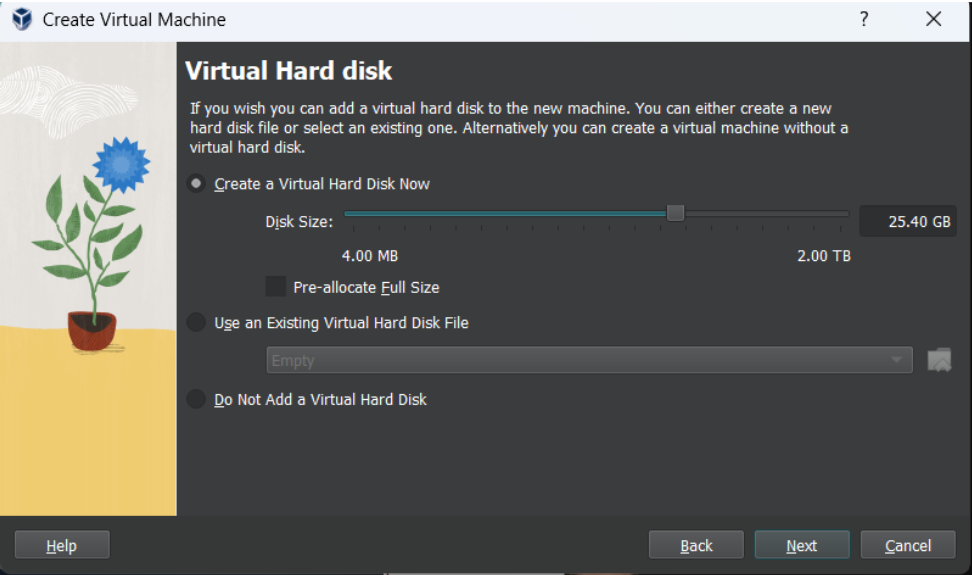 Create Virtual Machine
?
Virtual Hard disk
If you wish you can add a virtual hard disk to the new machine. You can either create a new
hard disk file or select an existing one. Alternatively you can create a virtual machine without a
virtual hard disk.
Create a Virtual Hard Disk Now
Disk Size:
25.40 GB
4.00 MB
2.00 TB
Pre-allocate Full Size
Use an Existing Virtual Hard Disk File
Empty
Do Not Add a Virtual Hard Disk
Help
Back
Next
Cancel